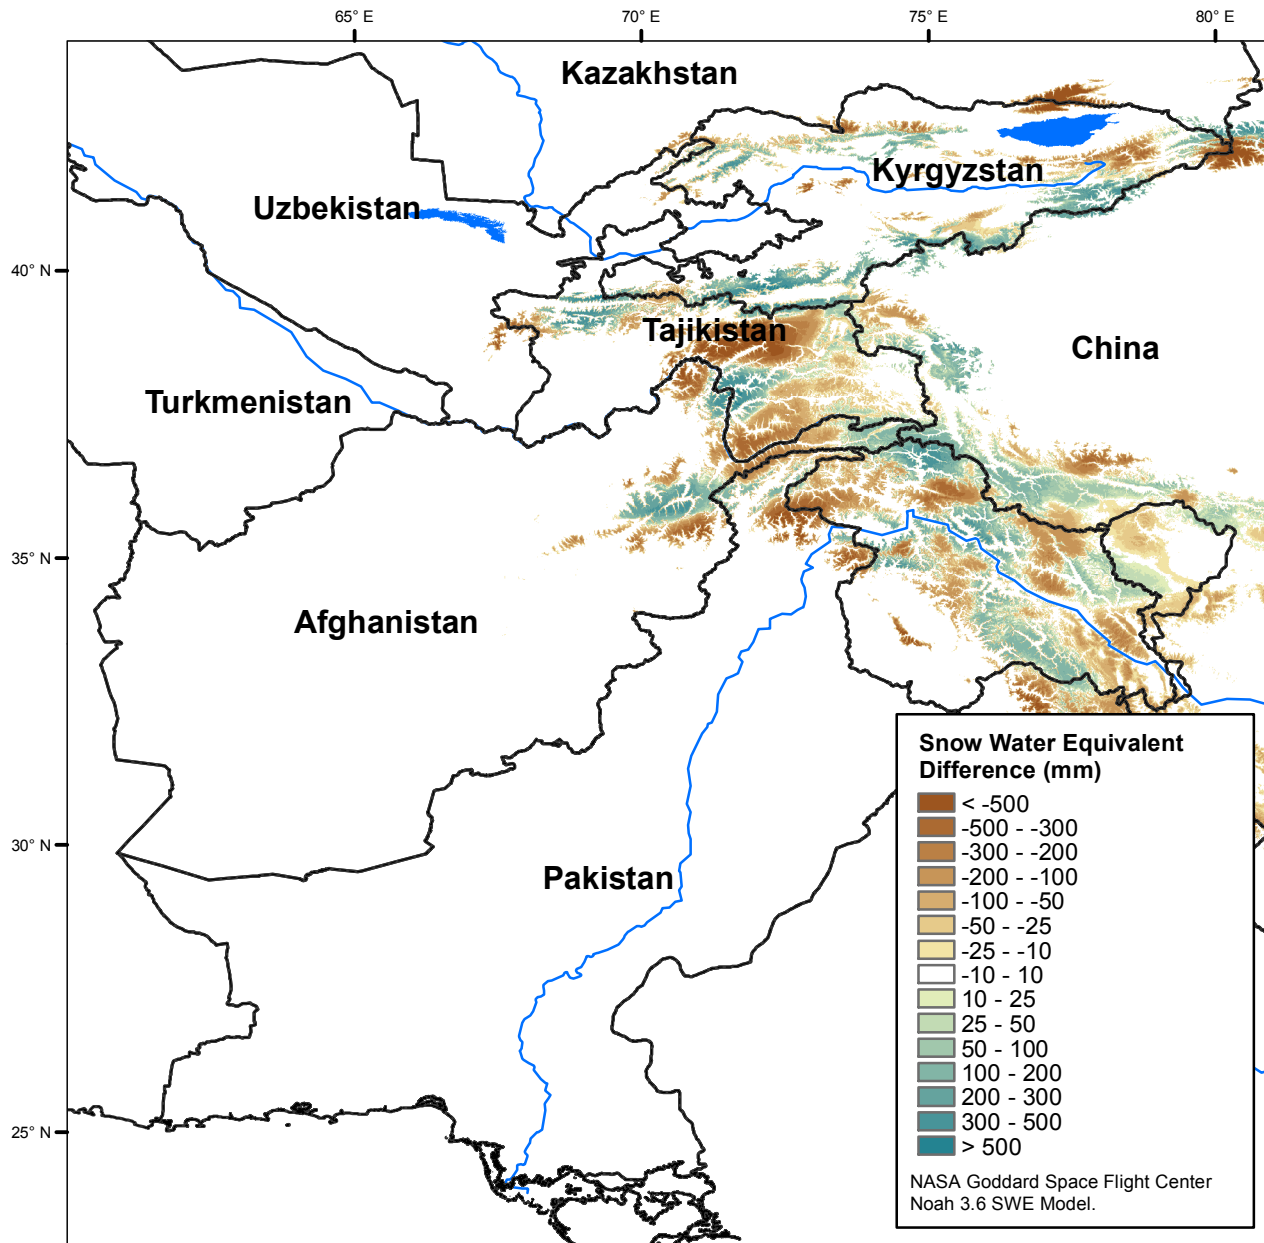 65° E
70° E
75° E
80° E
Kazakhstan
Kyrgyzstan
Uzbekistan
40° N
Tajikistan
China
Turkmenistan
35° N
Afghanistan
Snow Water Equivalent
Difference (mm)
< -500
-500 - -300
-300 - -200
-200 - -100
-100 - -50
-50 - -25
-25 - -10
-10 - 10
10 - 25
25 - 50
50 - 100
100 - 200
200 - 300
300 - 500
> 500
NASA Goddard Space Flight Center
Noah 3.6 SWE Model.
30° N
Pakistan
25° N